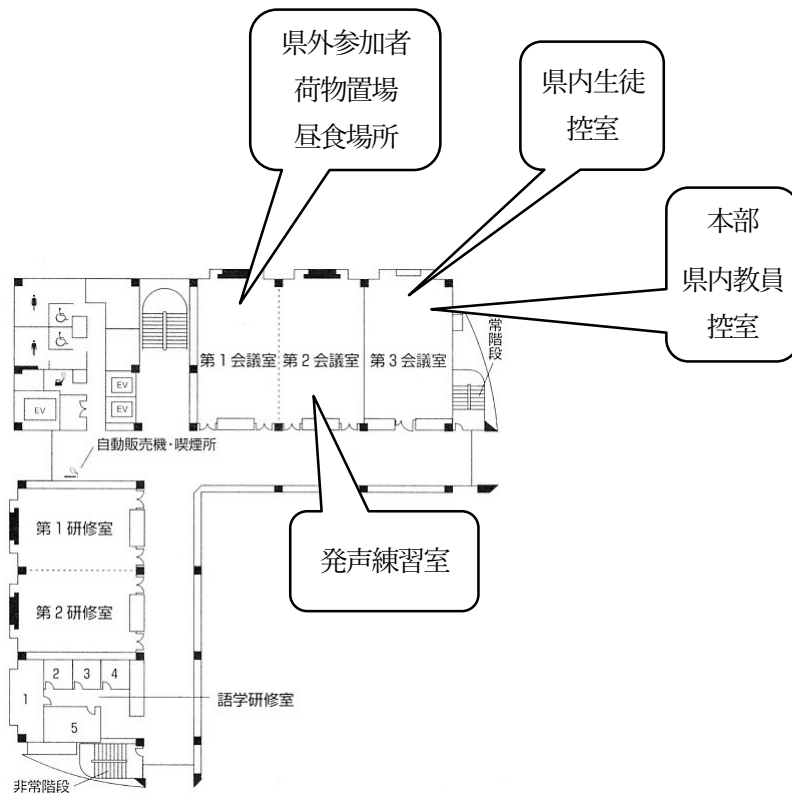 県外参加者
荷物置場
昼食場所
県内生徒
控室
本部
県内教員
控室
第1会議室
第2会議室
第3会議室
常階段
EV
EV
EV
自動販売機・喫煙所
第1研修室
第2研修室
発声練習室
1
2
3
4
5
語学研修室
非常階段